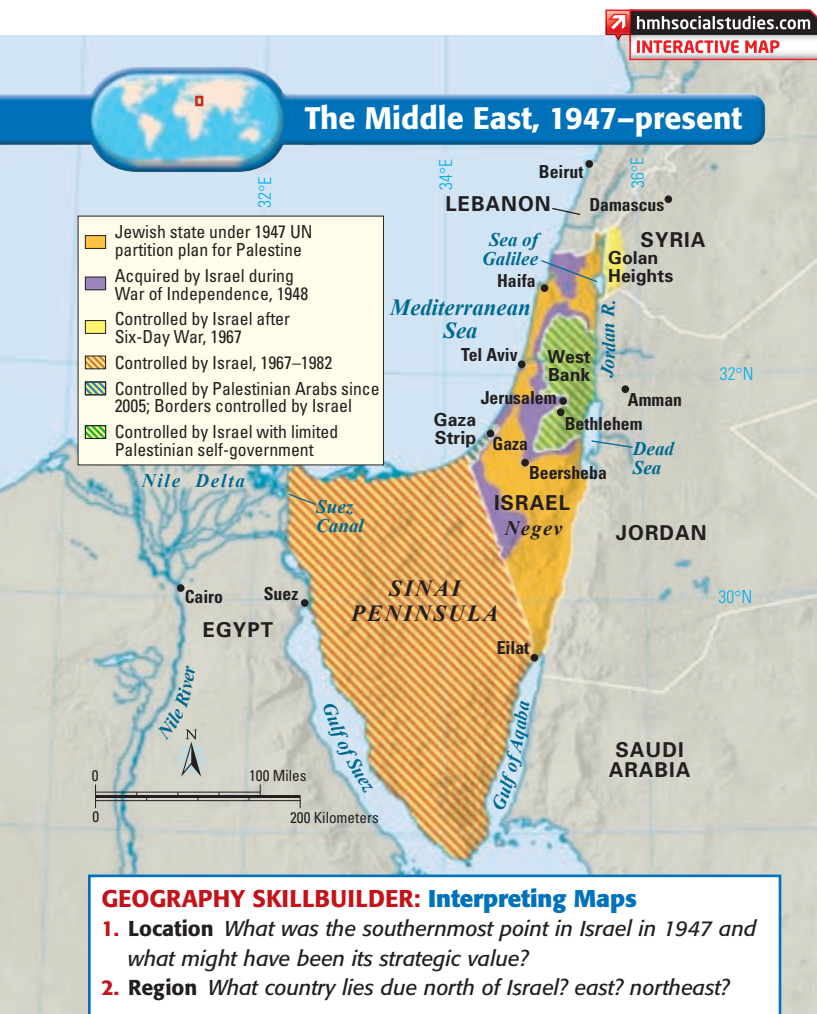 hmhsocialstudies.com
INTERACTIVE MAP
The Middle East, 1947–present
32°E
34°E
36°E
Beirut
LEBANON
Damascus
SYRIA
Jewish state under 1947 UN
partition plan for Palestine
Acquired by Israel during
War of Independence, 1948
Controlled by Israel after
Six-Day War, 1967
Controlled by Israel, 1967–1982
Controlled by Palestinian Arabs since
2005; Borders controlled by Israel
Controlled by Israel with limited
Palestinian self-government
Sea of
Galilee
Golan
Heights
Haifa
Mediterranean
Sea
Jordan R.
Tel Aviv
West
Bank
32°N
Jerusalem
Amman
Gaza
Strip
Bethlehem
Gaza
Dead
Sea
Beersheba
Nile Delta
Suez
Canal
ISRAEL
Negev
JORDAN
Cairo
Suez
SINAI
PENINSULA
30°N
EGYPT
Eilat
Nile River
Gulf of Suez
Gulf of Aqaba
N
SAUDI
ARABIA
0
100 Miles
0
200 Kilometers
GEOGRAPHY SKILLBUILDER: Interpreting Maps
1. Location What was the southernmost point in Israel in 1947 and
what might have been its strategic value?
2. Region What country lies due north of Israel? east? northeast?